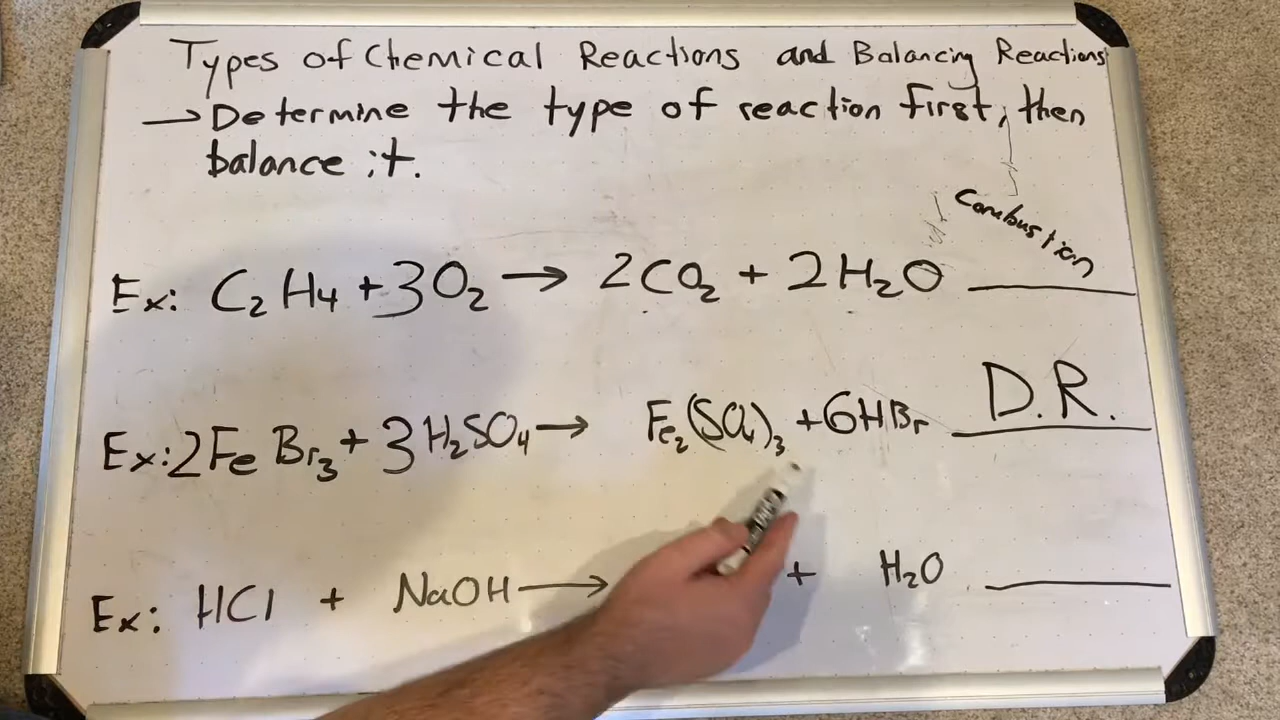 Types of Chemical Reactions and Balancing Reactions
→ Determine the type of reaction first, then
balance it.
Combustion
Ex: C₂H₄ + 3O₂ → 2CO₂ + 2H₂O
Ex: 2FeBr₃ + 3H₂SO₄ → Fe₂(SO₄)₃ + 6HBr D.R.
Ex: HCl + NaOH → + H₂O